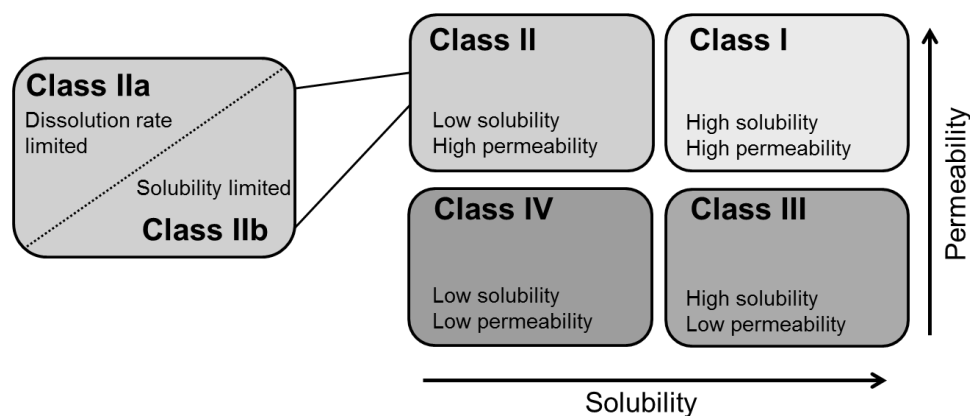 Class IIa
Dissolution rate
limited
Solubility limited
Class IIb
Class II
Low solubility
High permeability
Class I
High solubility
High permeability
Class IV
Low solubility
Low permeability
Class III
High solubility
Low permeability
Permeability
Solubility